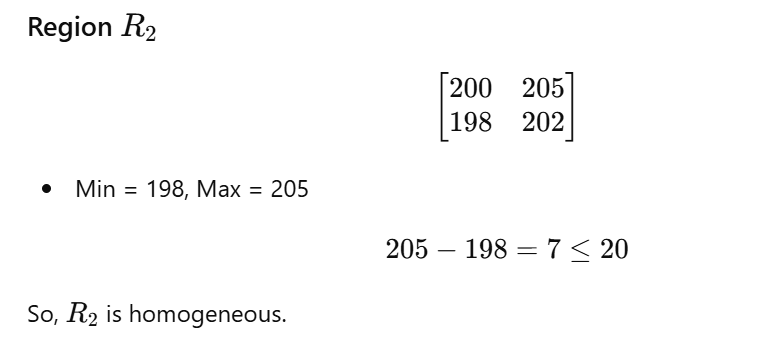 Region R₂
[200 205
198 202]
• Min = 198, Max = 205
205 − 198 = 7 ≤ 20
So, R₂ is homogeneous.